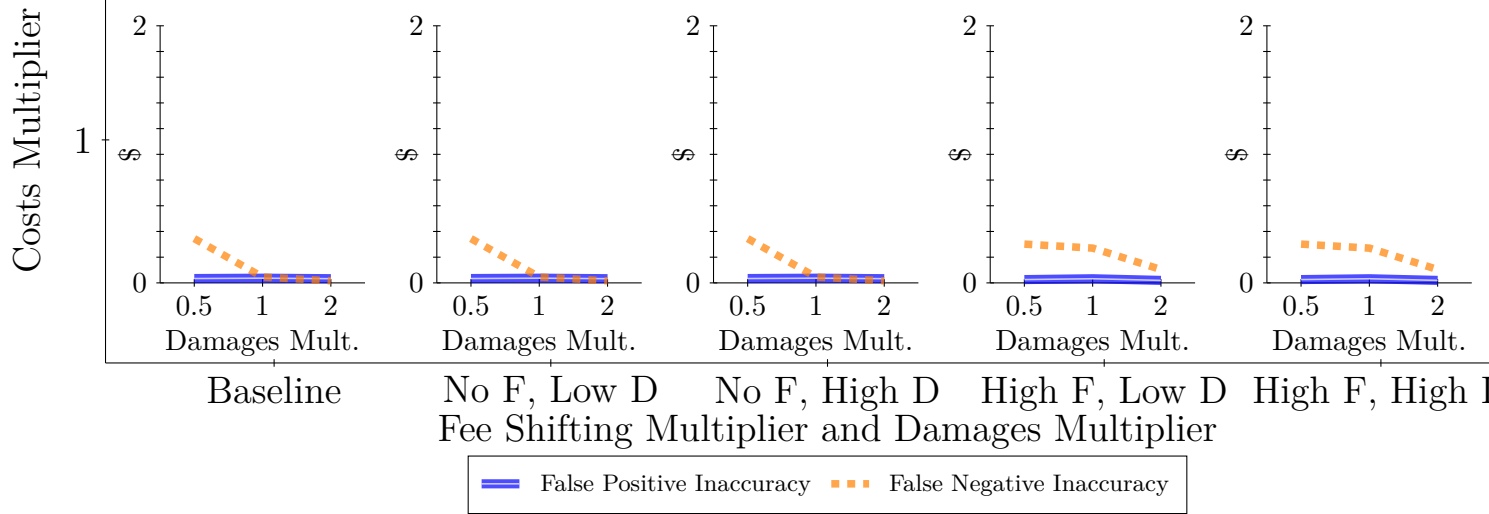 Costs Multiplier
1
2 2 2 2 2
$ $ $ $ $
0 0 0 0 0
0.5 1 2 0.5 1 2 0.5 1 2 0.5 1 2 0.5 1 2
Damages Mult. Damages Mult. Damages Mult. Damages Mult. Damages Mult.
Baseline No F, Low D No F, High D High F, Low D High F, High
Fee Shifting Multiplier and Damages Multiplier
False Positive Inaccuracy False Negative Inaccuracy